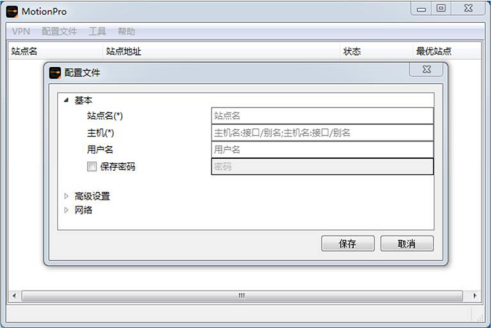 MotionPro
VPN 配置文件 工具 帮助
站点名 站点地址 状态 最优站点
配置文件
基本
站点名(*) 站点名
主机(*) 主机名:接口/别名;主机名:接口/别名
用户名 用户名
保存密码 密码
高级设置
网络
保存 取消